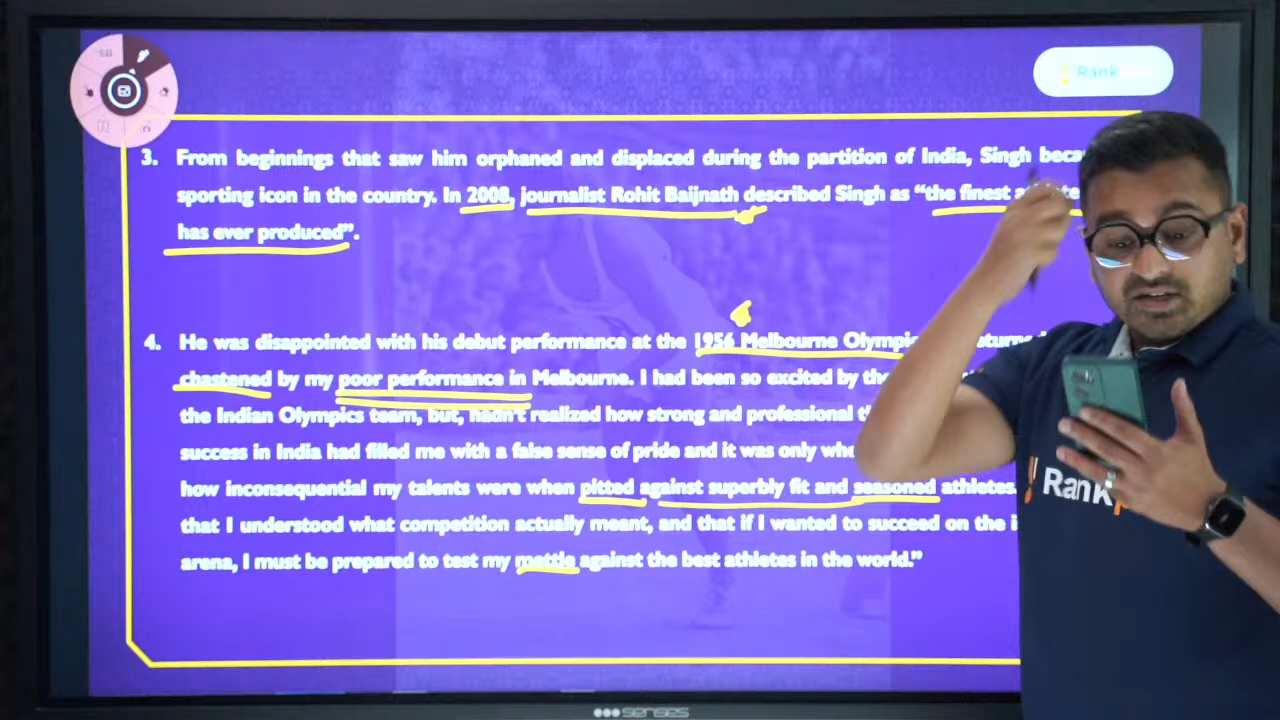 Rank
3. From beginnings that saw him orphaned and displaced during the partition of India, Singh
sporting icon in the country. In 2008, journalist Rohit Baijnath described Singh as “the finest
has ever produced”.
4. He was disappointed with his debut performance at the 1956 Melbourne
chastened by my poor performance in Melbourne. I had been so excited by
the Indian Olympics team, but, hadn't realized how strong and professional
success in India had filled me with a false sense of pride and it was only
how inconsequential my talents were when pitted against superbly fit and seasoned athletes.
that I understood what competition actually meant, and that if I wanted to succeed on the
arena, I must be prepared to test my mettle against the best athletes in the world.”
Rank
senses